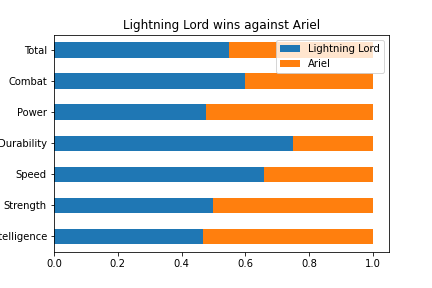 Lightning Lord wins against Ariel
Lightning Lord
Ariel
Total
Combat
Power
Durability
Speed
Strength
telligence
0.0 0.2 0.4 0.6 0.8 1.0